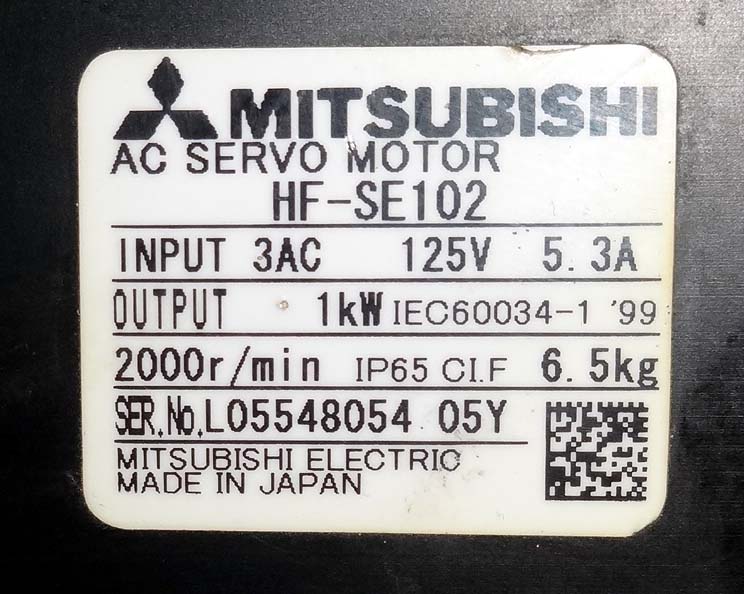 MITSUBISHI
AC SERVO MOTOR
HF-SE102
INPUT 3AC 125V 5.3A
OUTPUT 1kW IEC60034-1 '99
2000r/min IP65 CI.F 6.5kg
SER.No.L05548054 05Y
MITSUBISHI ELECTRIC
MADE IN JAPAN